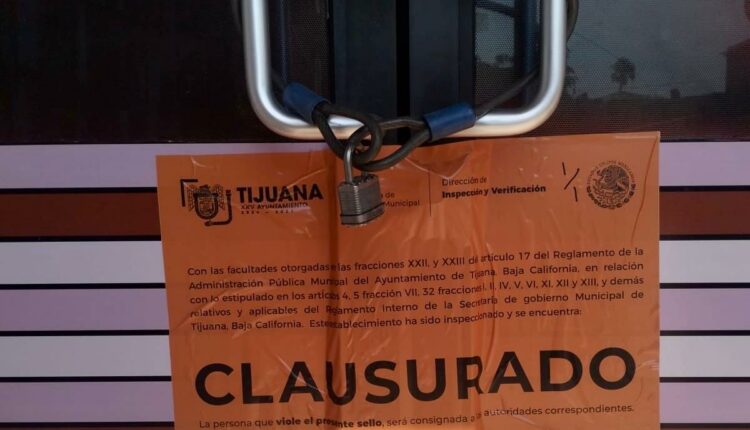 TIJUANA
XXV AYUNTAMIENTO
de
Municipal
Dirección de
Inspección y Verificación
Con las facultades otorgadas las fracciones XXII, y XXIII de artículo 17 del Reglamento de la
Administración Pública Municipal del Ayuntamiento de Tijuana, Baja California, en relación
con lo estipulado en los artículos 4, 5 fracción VII, 32 fracciones I, II, IV, V, VI, XI, XII y XIII, y demás
relativos y aplicables del Reglamento Interno de la Secretaría de gobierno Municipal de
Tijuana, Baja California. Este establecimiento ha sido inspeccionado y se encuentra:
CLAUSURADO
La persona que viole el presente sello, será consignada a autoridades correspondientes.